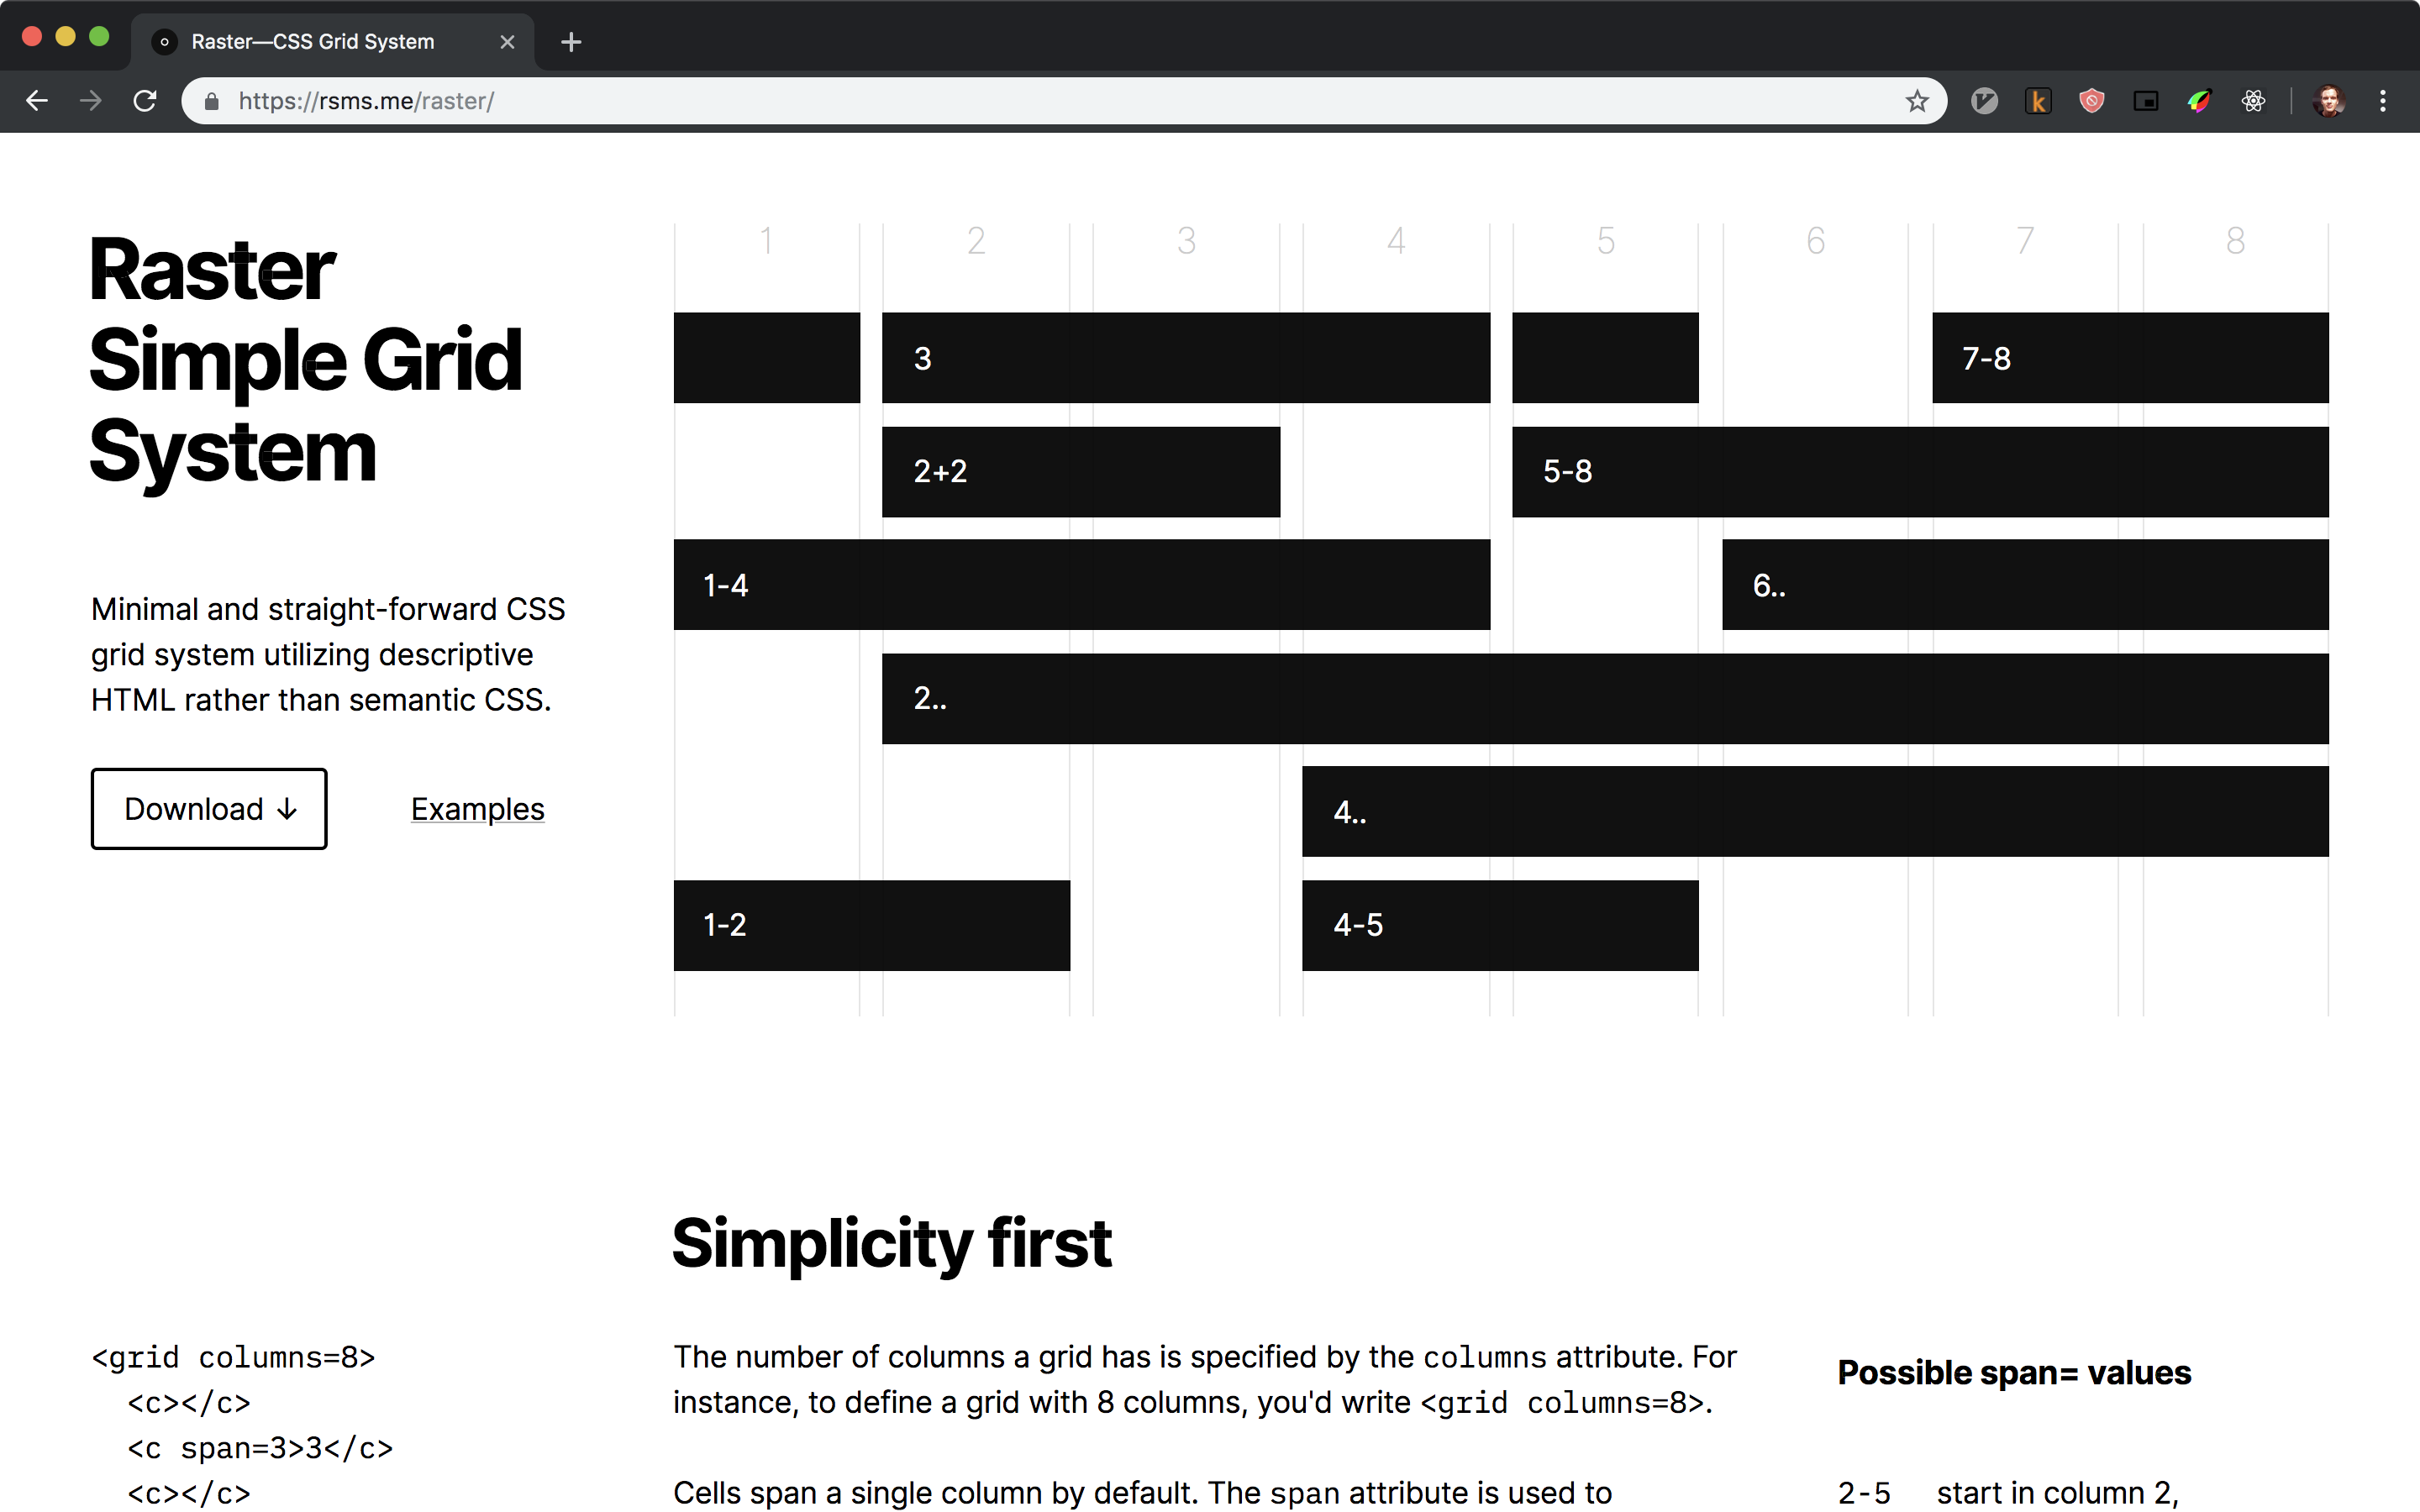 Raster—CSS Grid System
https://rsms.me/raster/
Raster
Simple Grid
System
Minimal and straight-forward CSS
grid system utilizing descriptive
HTML rather than semantic CSS.
Download ↓
Examples
1 2 3 4 5 6 7 8
3 7-8
2+2 5-8
1-4 6..
2..
4..
1-2 4-5
Simplicity first
<grid columns=8>
<c></c>
<c span=3>3</c>
<c></c>
The number of columns a grid has is specified by the columns attribute. For
instance, to define a grid with 8 columns, you'd write <grid columns=8>.
Cells span a single column by default. The span attribute is used to
Possible span= values
2-5 start in column 2,